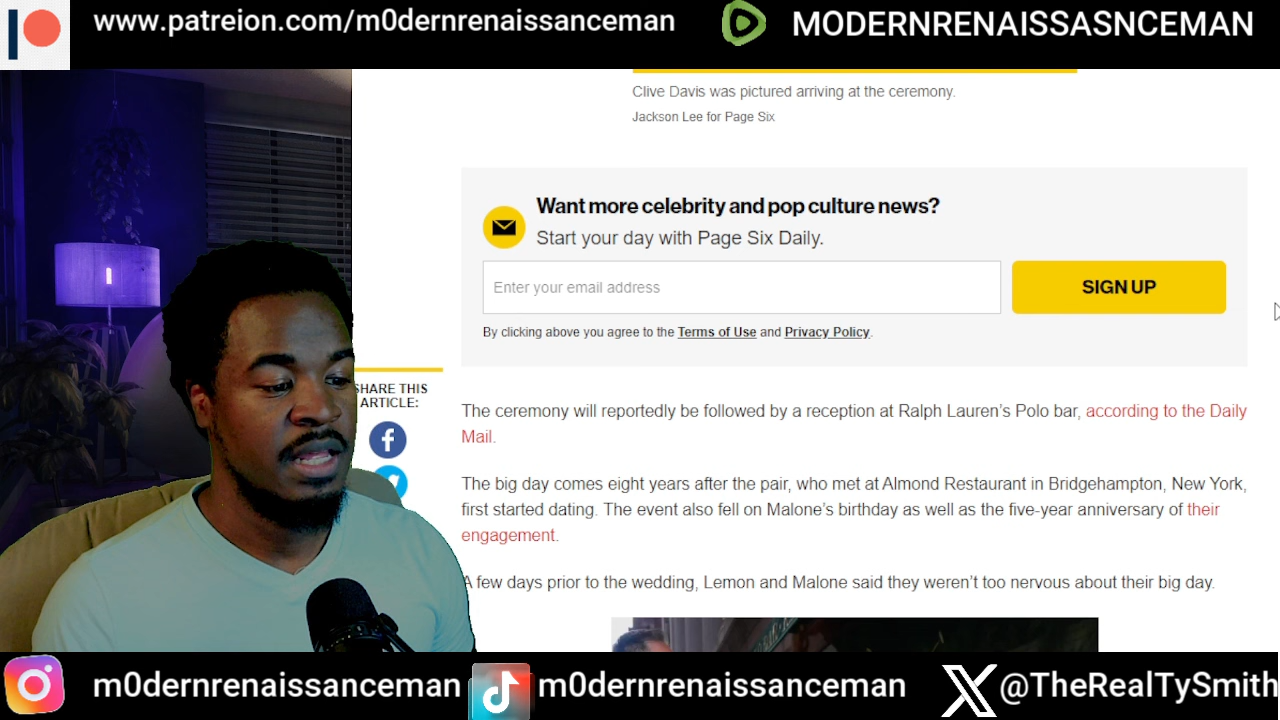 www.patreion.com/m0dernrenaissanceman
MODERNRENAISSASNCEMAN
Clive Davis was pictured arriving at the ceremony.
Jackson Lee for Page Six
Want more celebrity and pop culture news?
Start your day with Page Six Daily.
Enter your email address
SIGN UP
By clicking above you agree to the Terms of Use and Privacy Policy.
SHARE THIS
ARTICLE:
The ceremony will reportedly be followed by a reception at Ralph Lauren’s Polo bar, according to the Daily
Mail.
The big day comes eight years after the pair, who met at Almond Restaurant in Bridgehampton, New York,
first started dating. The event also fell on Malone’s birthday as well as the five-year anniversary of their
engagement.
A few days prior to the wedding, Lemon and Malone said they weren’t too nervous about their big day.
m0dernrenaissanceman
m0dernrenaissanceman
@TheRealTySmith